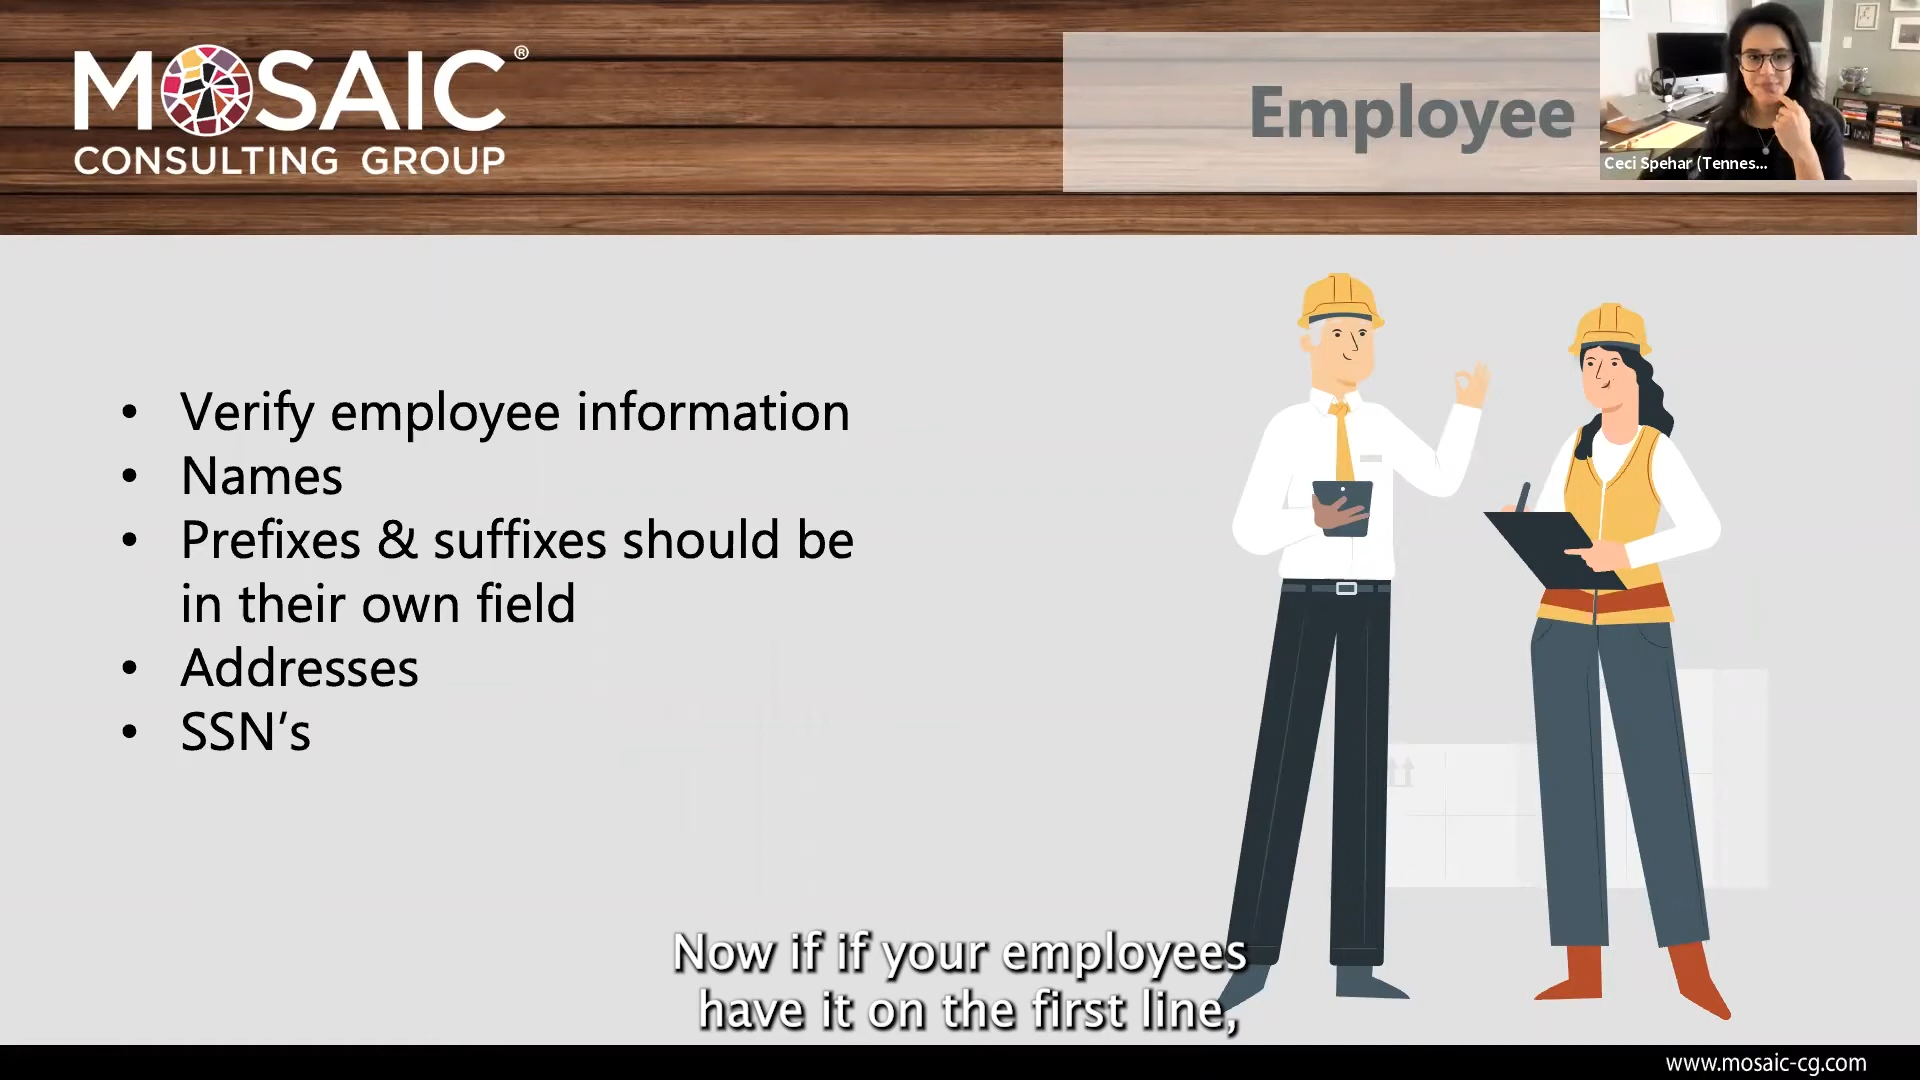 MOSAIC®
CONSULTING GROUP
Employee
Ceci Spehar (Tennes...
• Verify employee information
• Names
• Prefixes & suffixes should be
in their own field
• Addresses
• SSN’s
Now if if your employees
have it on the first line,
www.mosaic-cg.com